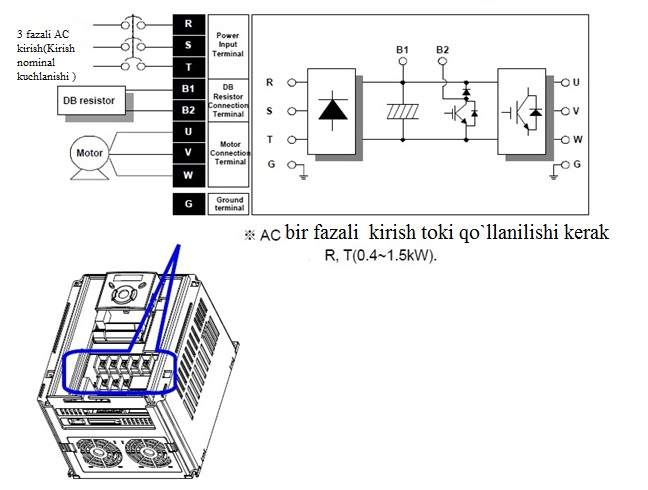 3 fazali AC
kirish(Kirish
nominal
kuchlanishi )
R
S
T
Power
Input
Terminal
DB resistor
B1
B2
DB
Resistor
Connection
Terminal
Motor
U
V
W
Motor
Connection
Terminal
G
Ground
terminal
B1
B2
R
S
T
G
U
V
W
G
※ AC bir fazali kirish toki qo`llanilishi kerak
R, T(0.4~1.5kW).